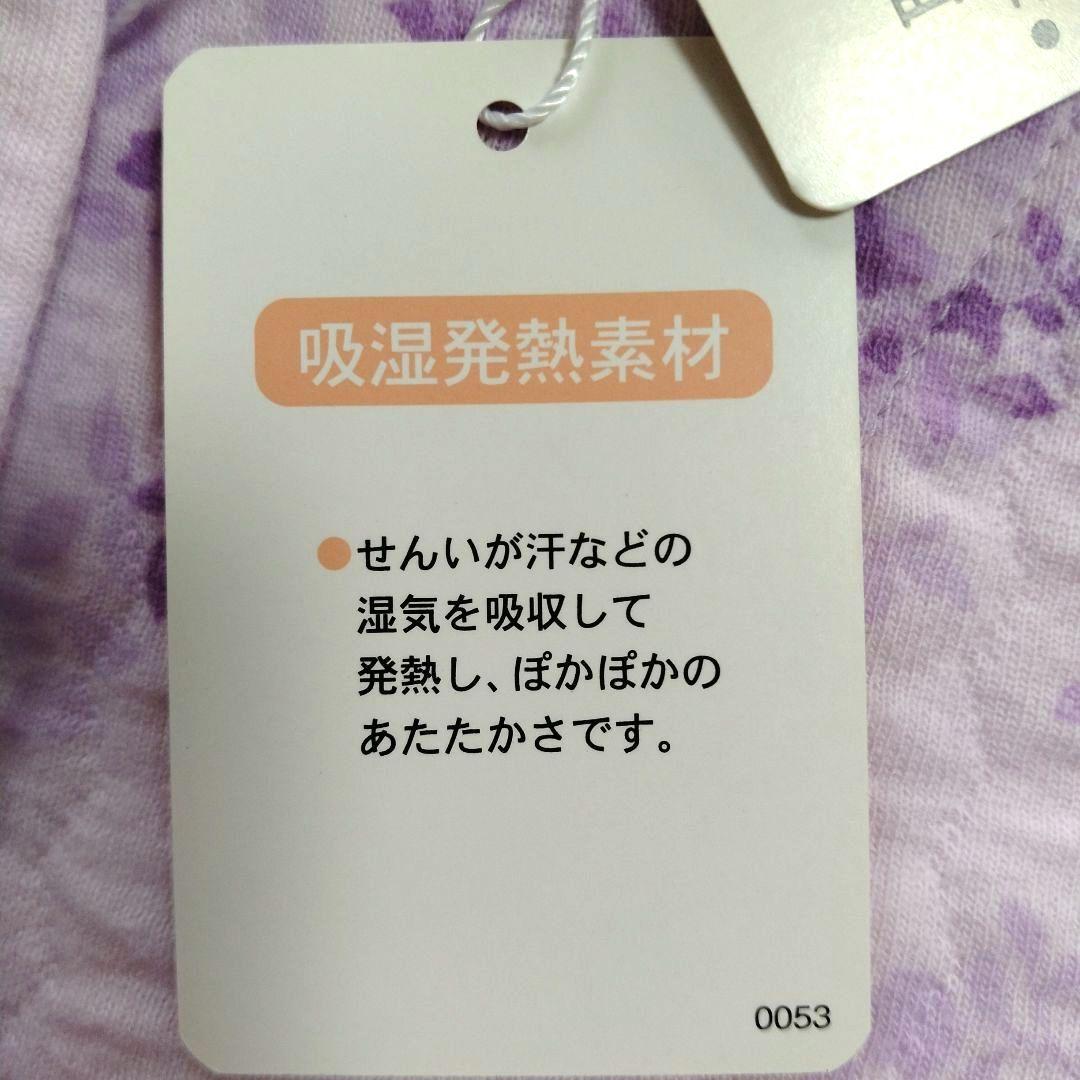 吸湿発熱素材
●せんいが汗などの
湿気を吸収して
発熱し、ぽかぽかの
あたたかさです。
0053